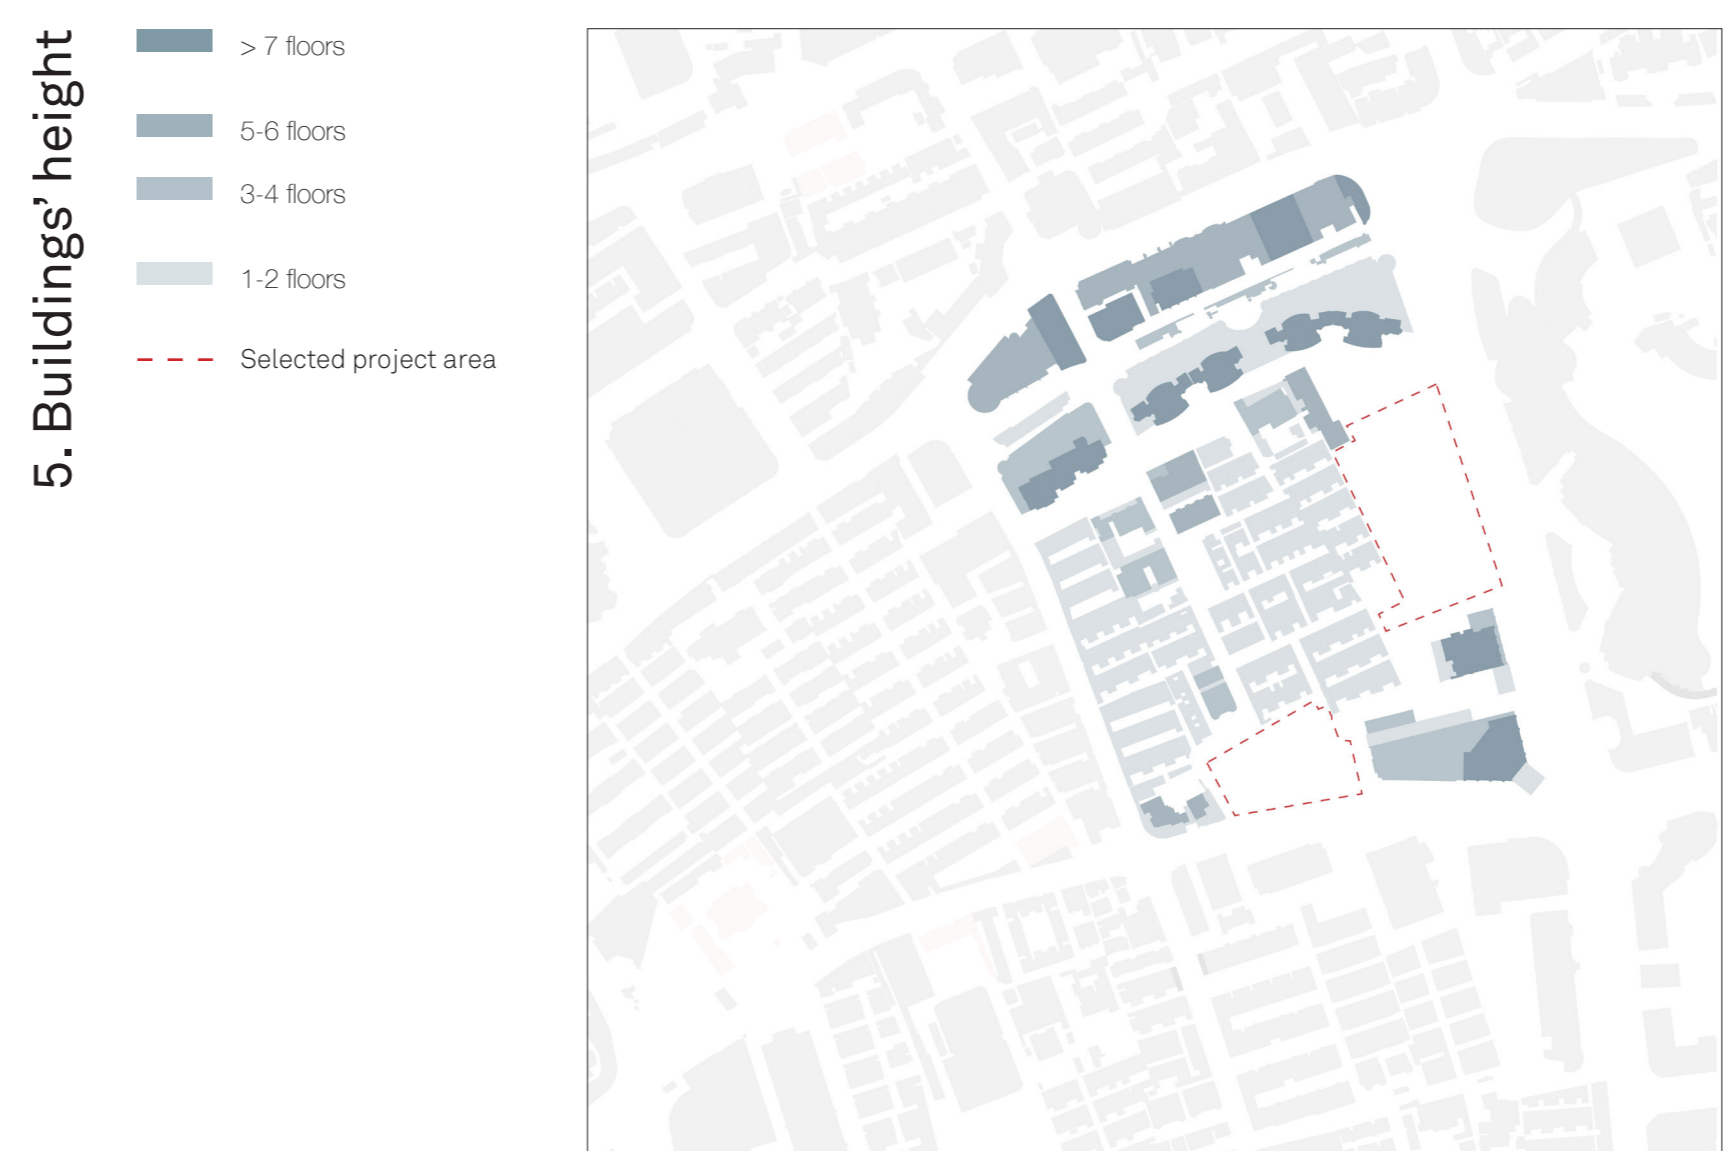 5. Buildings’ height
> 7 floors
5-6 floors
3-4 floors
1-2 floors
Selected project area